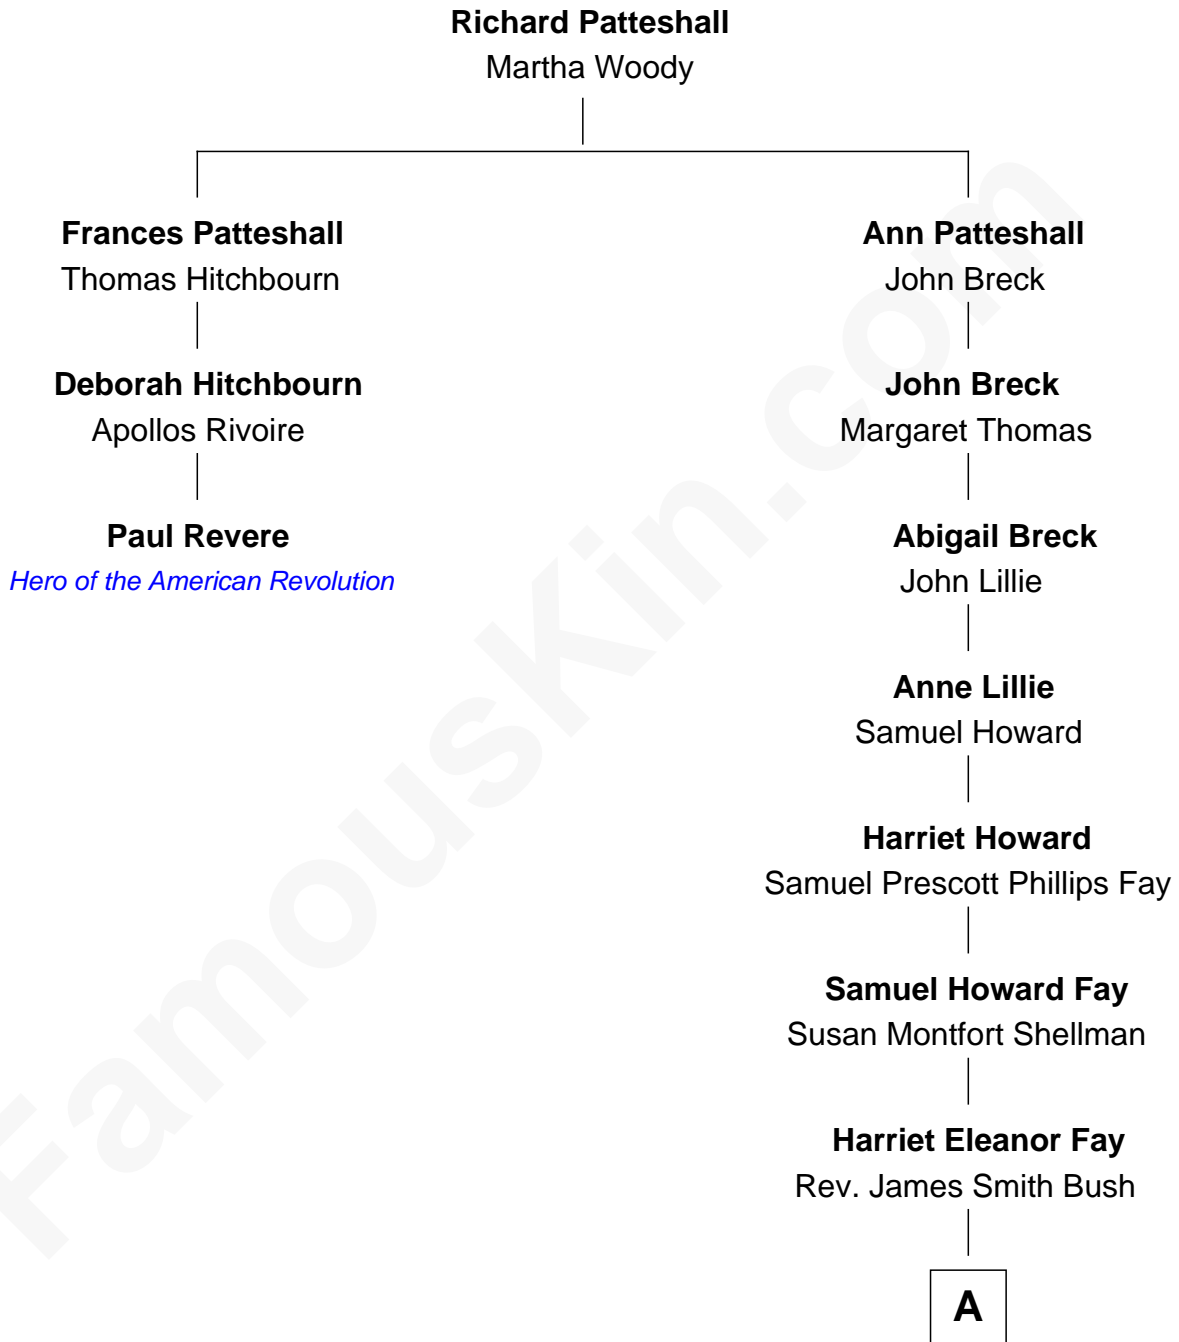 Richard Patteshall
Martha Woody
Frances Patteshall
Thomas Hitchbourn
Ann Patteshall
John Breck
Deborah Hitchbourn
Apollos Rivoire
John Breck
Margaret Thomas
Paul Revere
Hero of the American Revolution
Abigail Breck
John Lillie
Anne Lillie
Samuel Howard
Harriet Howard
Samuel Prescott Phillips Fay
Samuel Howard Fay
Susan Montfort Shellman
Harriet Eleanor Fay
Rev. James Smith Bush
A
FamousKin.com